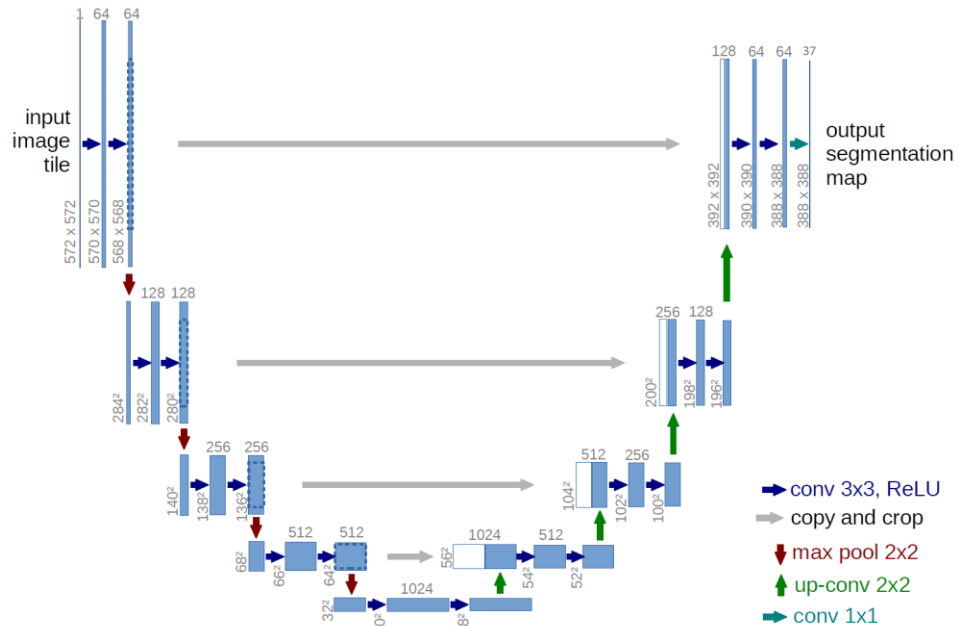 1
64
64
input
image
tile
572 x 572
570 x 570
568 x 568
128
64
64
37
output
segmentation
map
392 x 392
390 x 390
388 x 388
388 x 388
128
128
284²
282²
280²
256
128
200²
198²
196²
256
256
140²
138²
136²
512
256
104²
102²
100²
512
512
68²
66²
64²
1024
512
56²
54²
52²
1024
32²
0²
8²
conv 3x3, ReLU
copy and crop
max pool 2x2
up-conv 2x2
conv 1x1